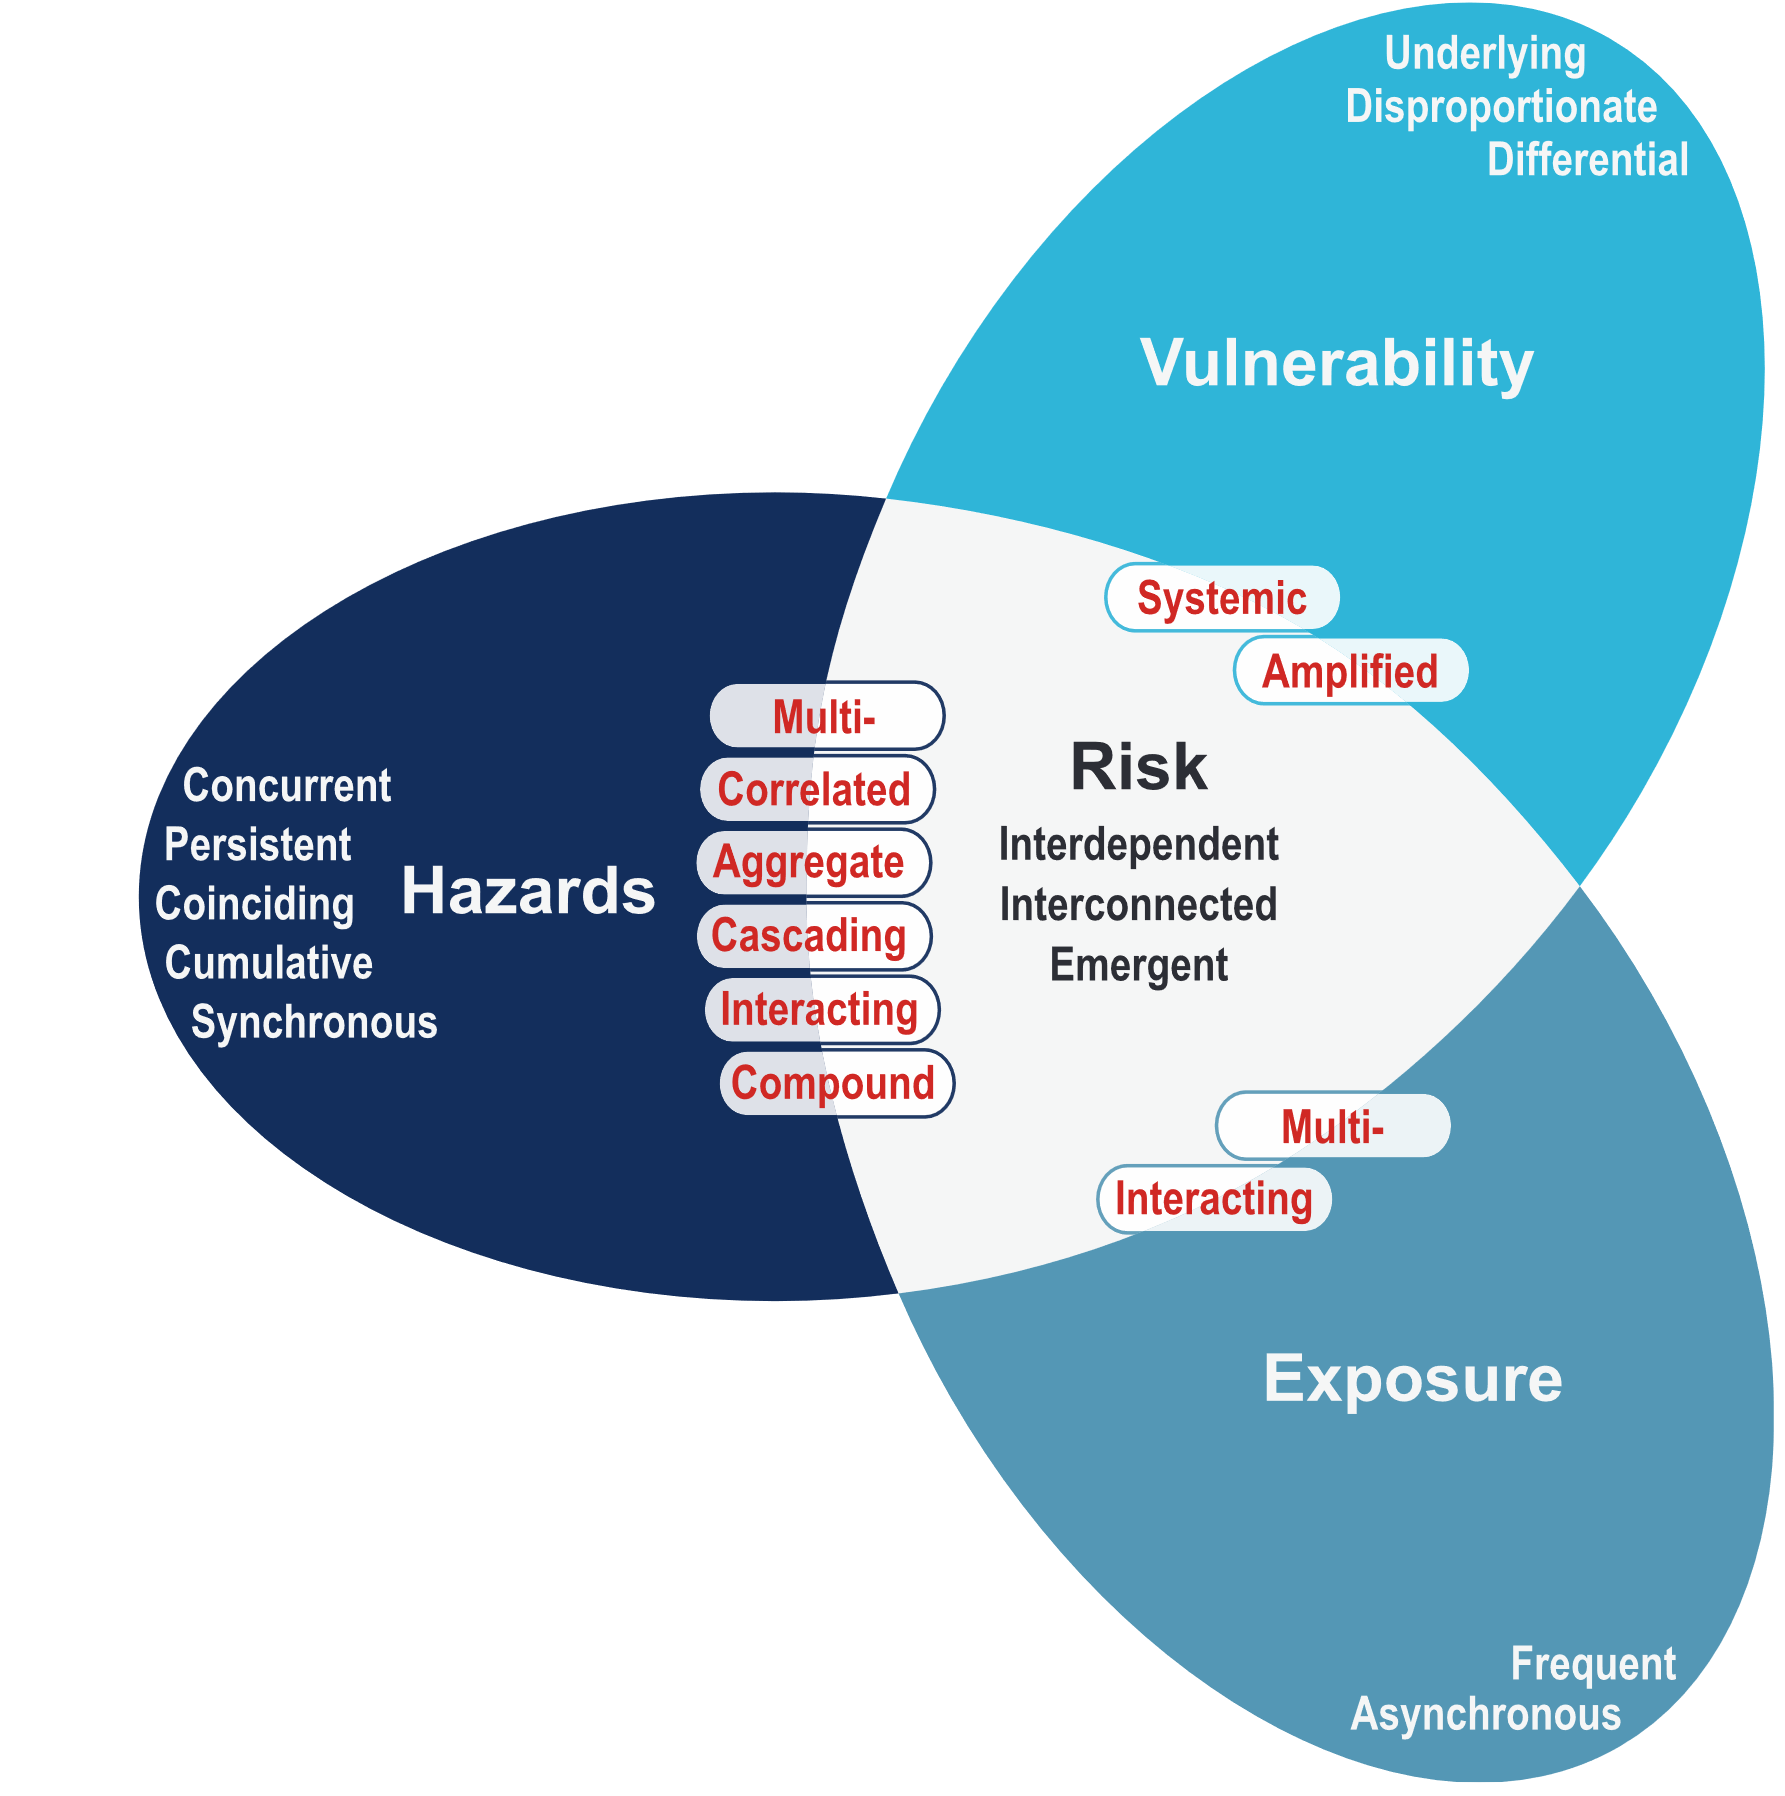 Underlying
Disproportionate
Differential
Vulnerability
Systemic
Amplified
Concurrent
Persistent
Coinciding
Cumulative
Synchronous
Hazards
Multi-
Correlated
Aggregate
Cascading
Interacting
Compound
Risk
Interdependent
Interconnected
Emergent
Multi-
Interacting
Exposure
Frequent
Asynchronous